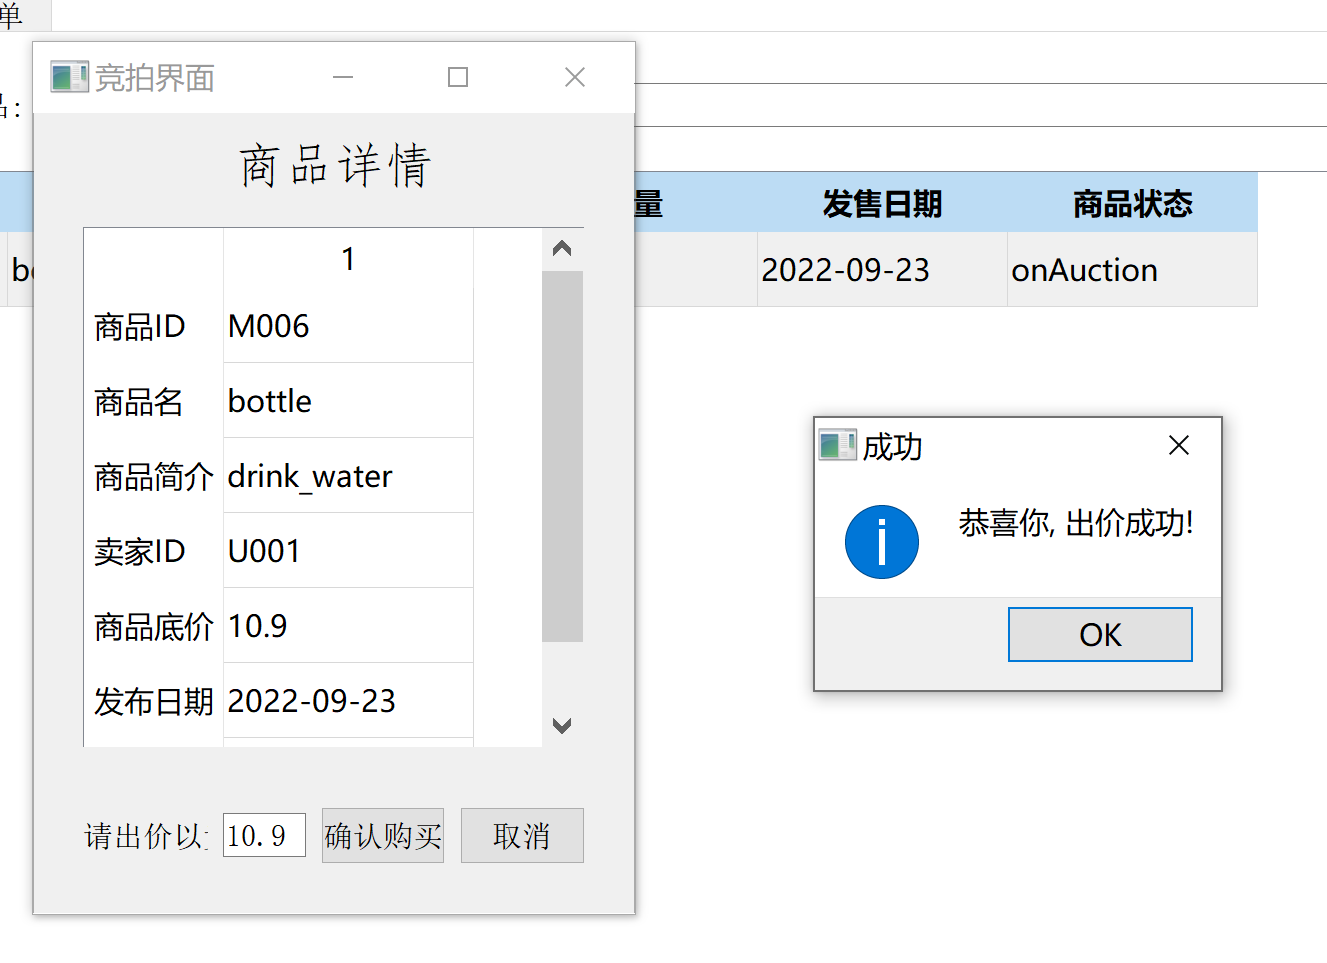 单
竞拍界面
品：
商品详情
量 发售日期 商品状态
1
2022-09-23 onAuction
商品ID M006
商品名 bottle
商品简介 drink_water
卖家ID U001
商品底价 10.9
发布日期 2022-09-23
成功
恭喜你, 出价成功!
OK
请出价以 10.9 确认购买 取消